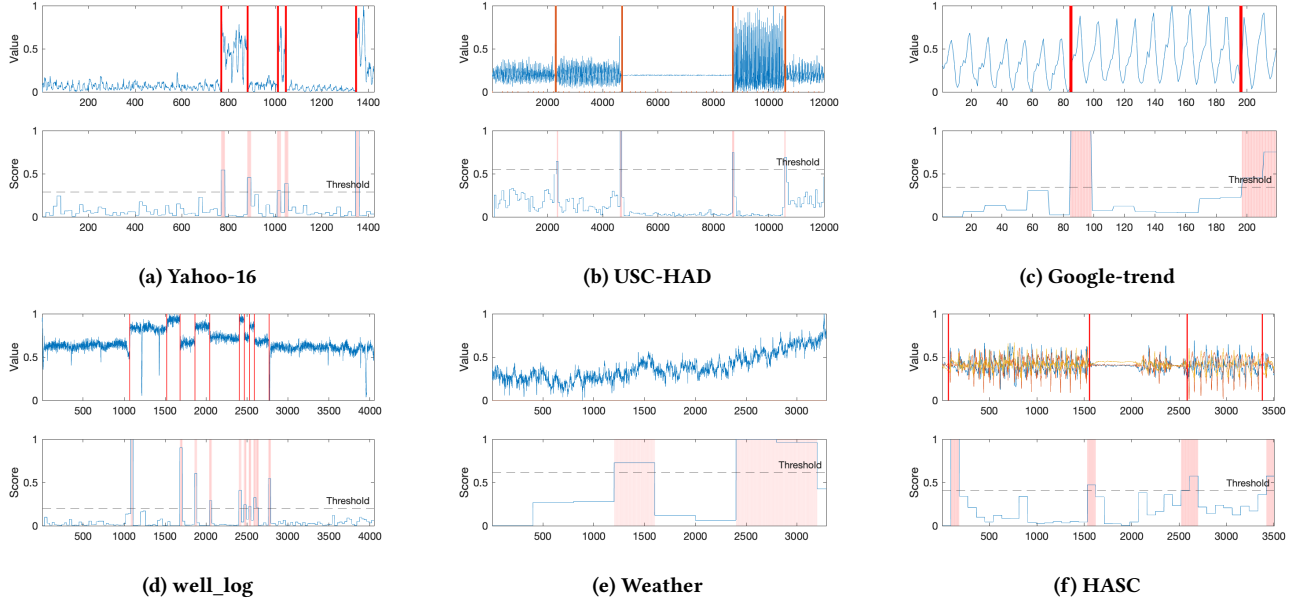 1
0.5
0
Value
200 400 600 800 1000 1200 1400
1
0.5
0
Score
Threshold
200 400 600 800 1000 1200 1400
(a) Yahoo-16
1
0.5
0
Value
2000 4000 6000 8000 10000 12000
1
0.5
0
Score
Threshold
2000 4000 6000 8000 10000 12000
(b) USC-HAD
1
0.5
0
Value
20 40 60 80 100 120 140 160 180 200
1
0.5
0
Score
Threshold
20 40 60 80 100 120 140 160 180 200
(c) Google-trend
1
0.5
0
Value
500 1000 1500 2000 2500 3000 3500 4000
1
0.5
0
Score
Threshold
500 1000 1500 2000 2500 3000 3500 4000
(d) well_log
1
0.5
0
Value
500 1000 1500 2000 2500 3000
1
0.5
0
Score
Threshold
500 1000 1500 2000 2500 3000
(e) Weather
1
0.5
0
Value
500 1000 1500 2000 2500 3000 3500
1
0.5
0
Score
Threshold
500 1000 1500 2000 2500 3000 3500
(f) HASC